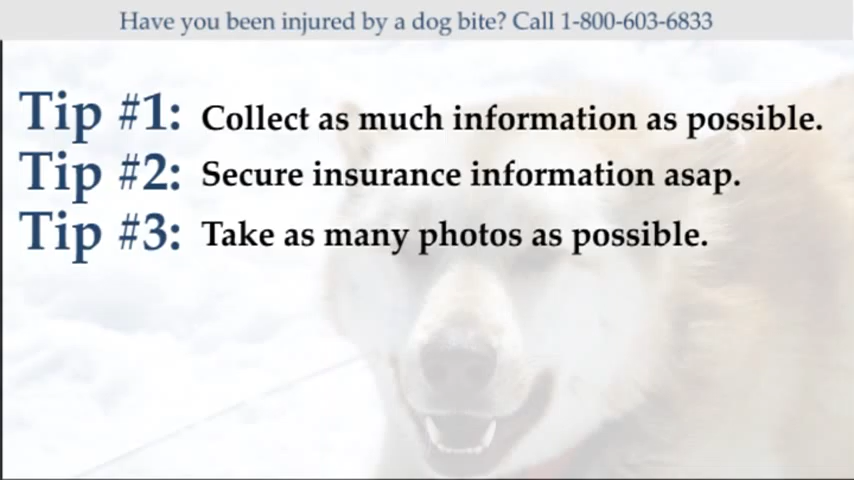 Have you been injured by a dog bite? Call 1-800-603-6833
Tip #1: Collect as much information as possible.
Tip #2: Secure insurance information asap.
Tip #3: Take as many photos as possible.